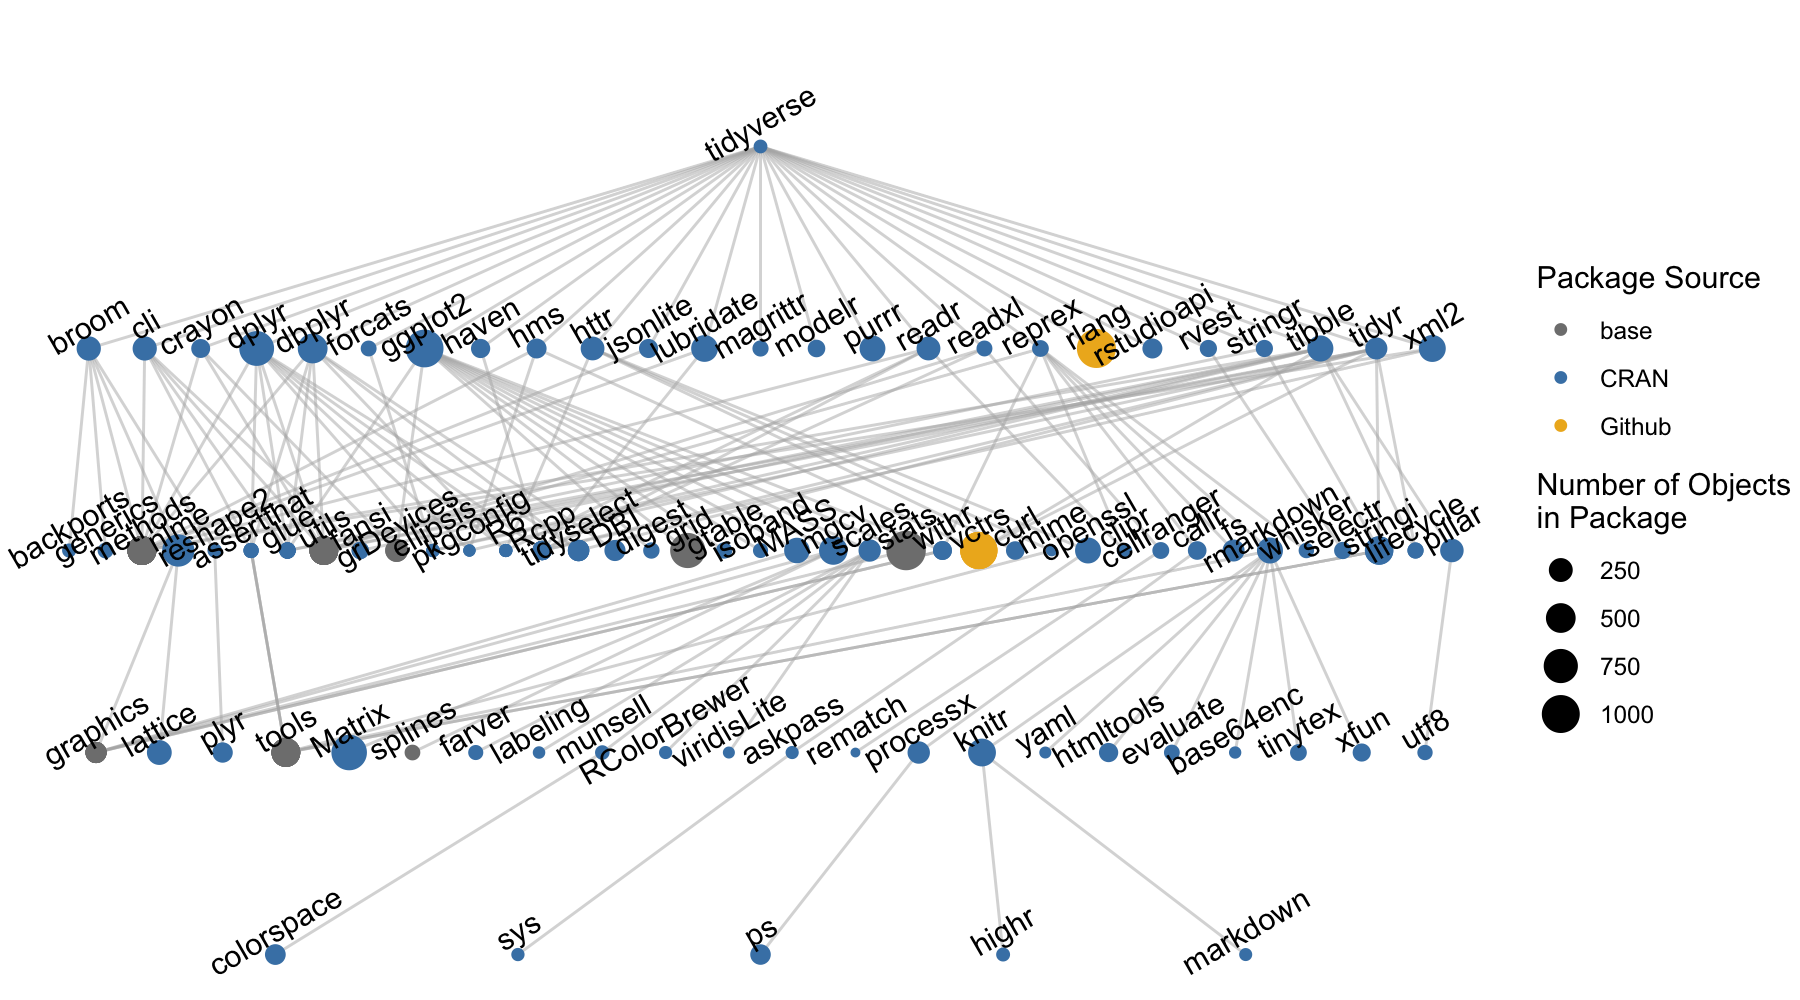 tidyverse
broom
cli
crayon
dplyr
dbplyr
forcats
ggplot2
haven
hms
httr
jsonlite
lubridate
magrittr
modelr
purrr
readr
readxl
reprex
rlang
rstudioapi
rvest
stringr
tibble
tidyr
xml2
backports
generics
methods
nlme
reshape2
assertthat
glue
utils
fansi
grDevices
ellipsis
pkgconfig
R6
Rcpp
tidyselect
DBI
digest
grid
gtable
isoband
MASS
mgcv
scales
stats
withr
vctrs
curl
mime
openssl
clipr
cellranger
callr
fs
rmarkdown
whisker
selectr
stringi
lifecycle
pillar
graphics
lattice
plyr
tools
Matrix
splines
farver
labeling
munsell
RColorBrewer
viridisLite
askpass
rematch
processx
knitr
yaml
htmltools
evaluate
base64enc
tinytex
xfun
utf8
colorspace
sys
ps
highr
markdown
Package Source
base
CRAN
Github
Number of Objects
in Package
250
500
750
1000